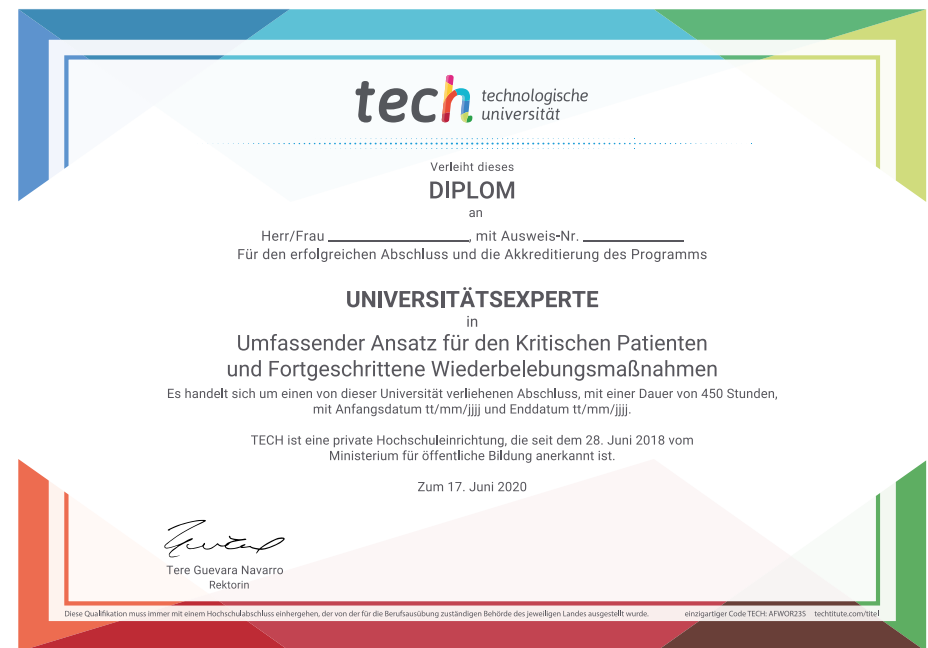 tech technologische
universität
Verleiht dieses
DIPLOM
an
Herr/Frau ____________________, mit Ausweis-Nr. ______________
Für den erfolgreichen Abschluss und die Akkreditierung des Programms
UNIVERSITÄTSEXPERTE
in
Umfassender Ansatz für den Kritischen Patienten
und Fortgeschrittene Wiederbelebungsmaßnahmen
Es handelt sich um einen von dieser Universität verliehenen Abschluss, mit einer Dauer von 450 Stunden,
mit Anfangsdatum tt/mm/jjjj und Enddatum tt/mm/jjjj.
TECH ist eine private Hochschuleinrichtung, die seit dem 28. Juni 2018 vom
Ministerium für öffentliche Bildung anerkannt ist.
Zum 17. Juni 2020
Tere Guevara Navarro
Rektorin
Diese Qualifikation muss immer mit einem Hochschulabschluss einhergehen, der von der für die Berufsausübung zuständigen Behörde des jeweiligen Landes ausgestellt wurde. einzigartiger Code TECH: AFWOR23S techtitute.com/titel